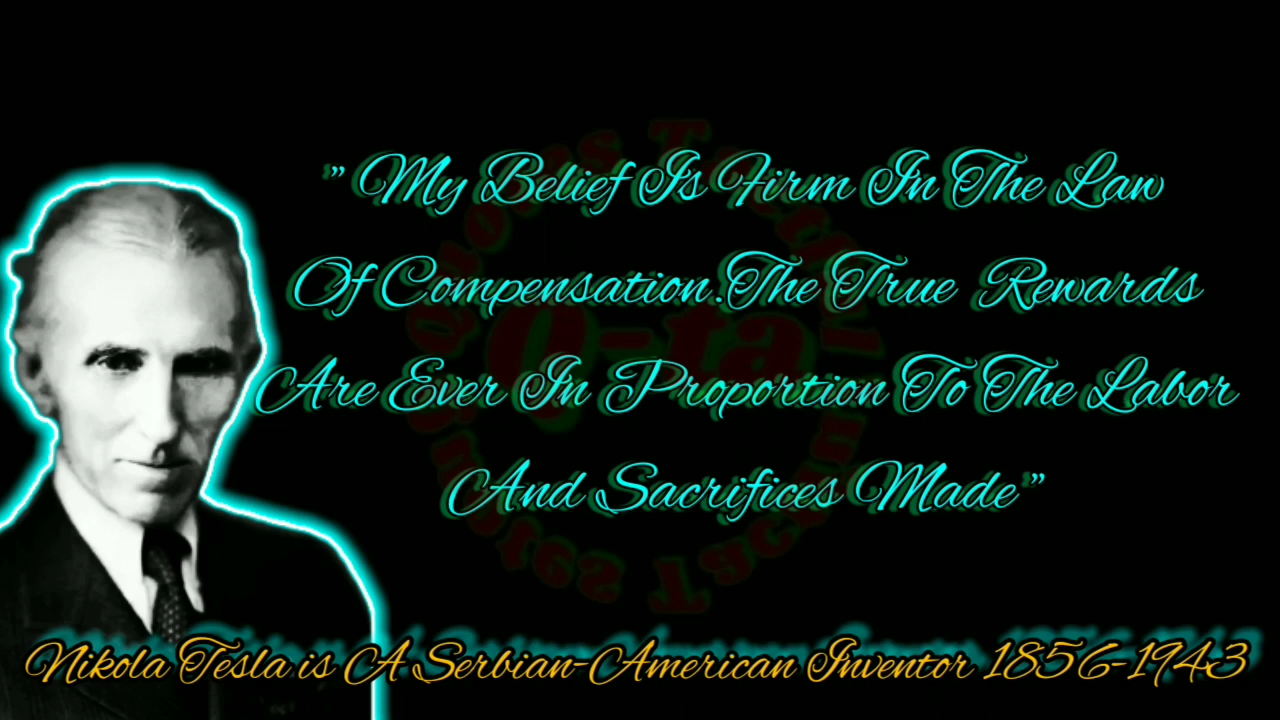 ” My Belief Is Firm In The Law
Of Compensation.The True Rewards
Are Ever In Proportion To The Labor
And Sacrifices Made”
Nikola Tesla is A Serbian-American Inventor 1856-1943